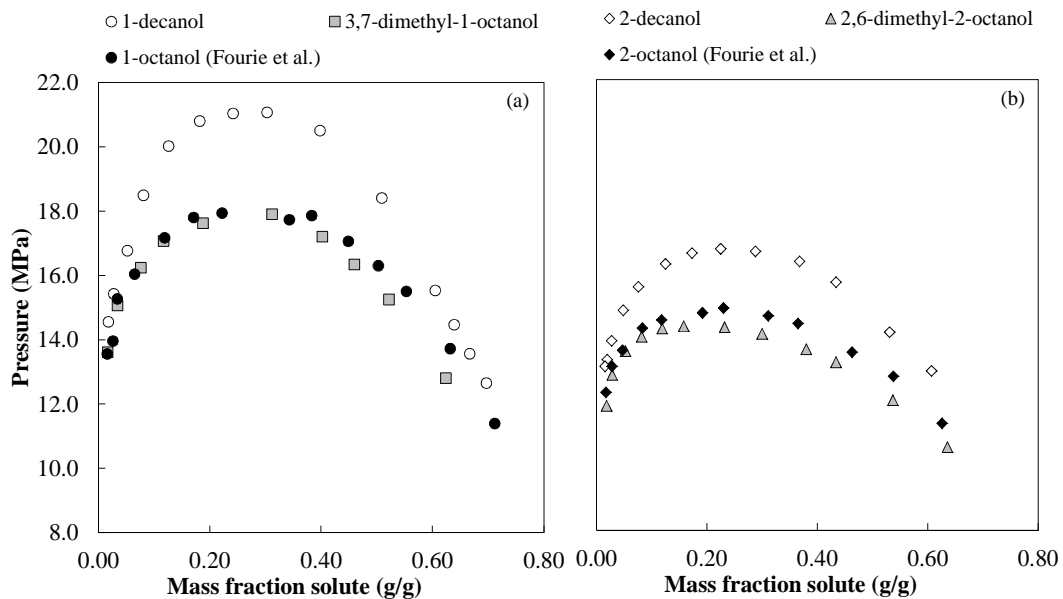 1-decanol
3,7-dimethyl-1-octanol
1-octanol (Fourie et al.)
2-decanol
2,6-dimethyl-2-octanol
2-octanol (Fourie et al.)
(a)
22.0
20.0
18.0
16.0
14.0
12.0
10.0
8.0
Pressure (MPa)
0.00 0.20 0.40 0.60 0.80
Mass fraction solute (g/g)
(b)
0.00 0.20 0.40 0.60 0.80
Mass fraction solute (g/g)